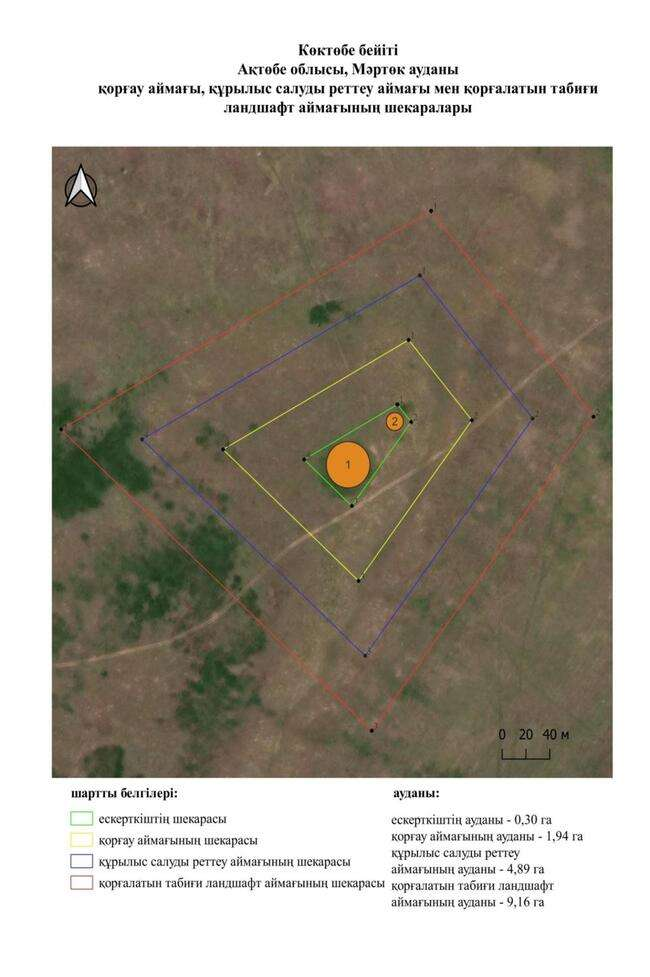 Көктөбе бейіті
Ақтөбе облысы, Мәртөк ауданы
қорғау аймағы, құрылыс салуды реттеу аймағы мен қорғалатын табиғи
ландшафт аймағының шекаралары
1
2
0 20 40 м
шартты белгілері:
ескерткіштің шекарасы
қорғау аймағының шекарасы
құрылыс салуды реттеу аймағының шекарасы
қорғалатын табиғи ландшафт аймағының шекарасы
ауданы:
ескерткіштің ауданы - 0,30 га
қорғау аймағының ауданы - 1,94 га
құрылыс салуды реттеу
аймағының ауданы - 4,89 га
қорғалатын табиғи ландшафт
аймағының ауданы - 9,16 га